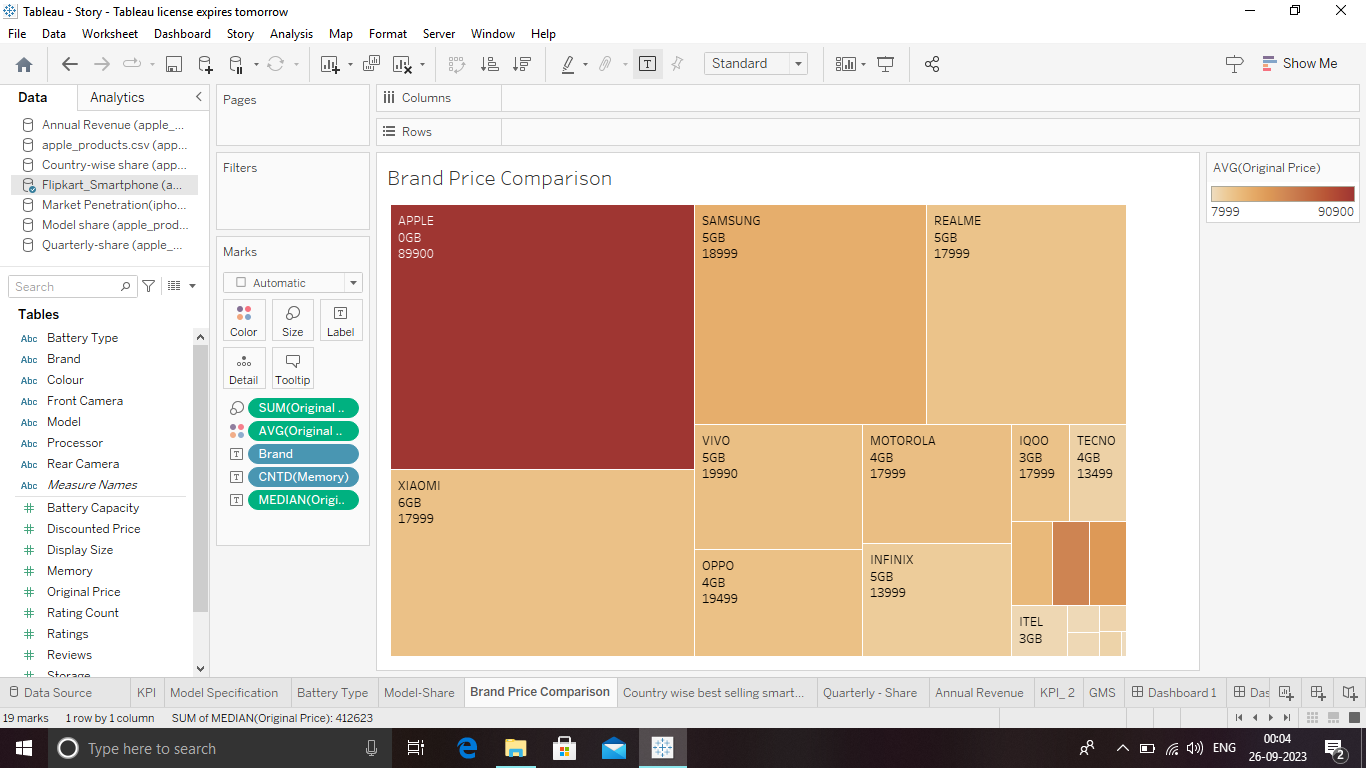 Tableau - Story - Tableau license expires tomorrow
File Data Worksheet Dashboard Story Analysis Map Format Server Window Help
Standard
Show Me
Data Analytics
Annual Revenue (apple_...
apple_products.csv (app...
Country-wise share (app...
Flipkart_Smartphone (a...
Market Penetration(ipho...
Model share (apple_prod...
Quarterly-share (apple_...
Search
Tables
Abc Battery Type
Abc Brand
Abc Colour
Abc Front Camera
Abc Model
Abc Processor
Abc Rear Camera
Abc Measure Names
# Battery Capacity
# Discounted Price
# Display Size
# Memory
# Original Price
# Rating Count
# Ratings
# Reviews
Storage
Pages
Filters
Marks
Automatic
Color Size Label
Detail Tooltip
SUM(Original ..
AVG(Original ..
Brand
CNTD(Memory)
MEDIAN(Origi..
Columns
Rows
Brand Price Comparison
APPLE
0GB
89900
SAMSUNG
5GB
18999
REALME
5GB
17999
XIAOMI
6GB
17999
VIVO
5GB
19990
OPPO
4GB
19499
MOTOROLA
4GB
17999
INFINIX
5GB
13999
IQOO
3GB
17999
TECNO
4GB
13499
ITEL
3GB
AVG(Original Price)
7999 90900
Data Source KPI Model Specification Battery Type Model-Share Brand Price Comparison Country wise best selling smart... Quarterly - Share Annual Revenue KPI_ 2 GMS Dashboard 1 Das
19 marks 1 row by 1 column SUM of MEDIAN(Original Price): 412623
Type here to search
ENG
00:04
26-09-2023
2